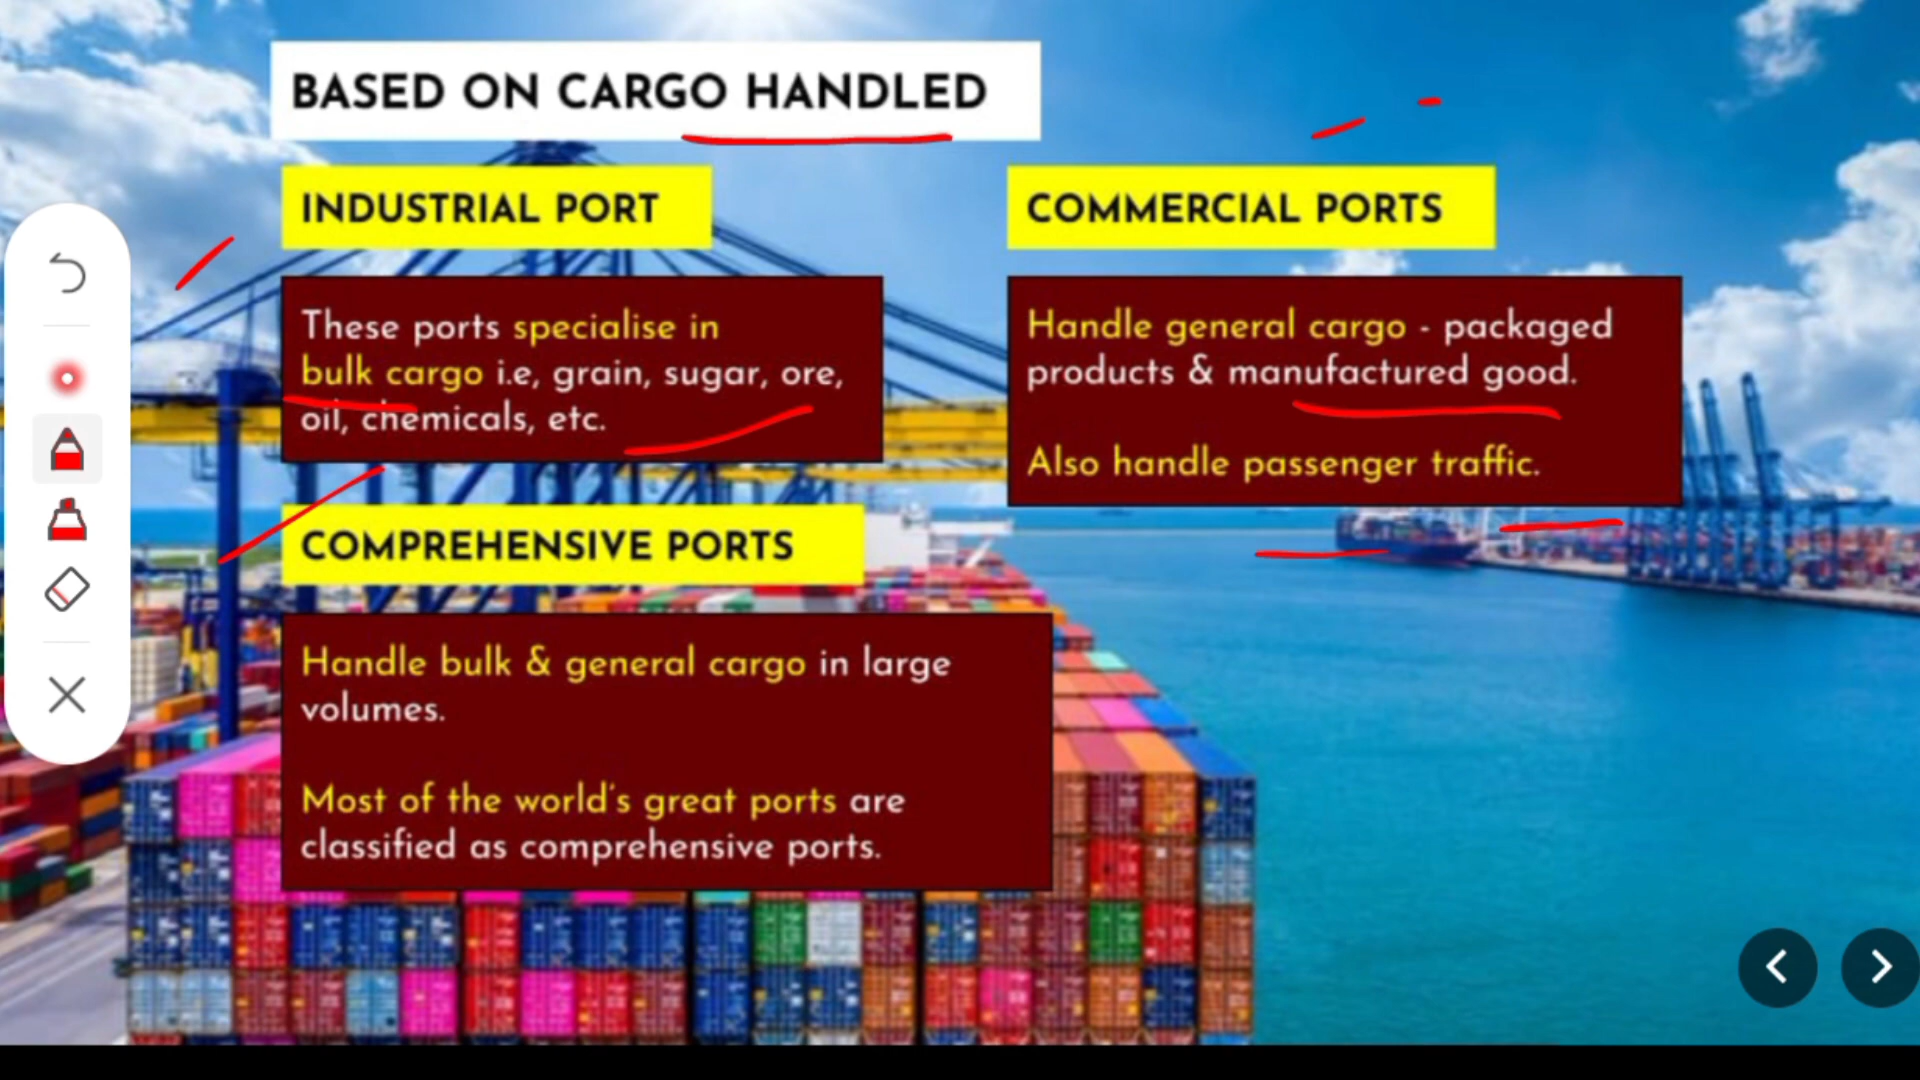 BASED ON CARGO HANDLED
INDUSTRIAL PORT
These ports specialise in
bulk cargo i.e, grain, sugar, ore,
oil, chemicals, etc.
COMMERCIAL PORTS
Handle general cargo - packaged
products & manufactured good.
Also handle passenger traffic.
COMPREHENSIVE PORTS
Handle bulk & general cargo in large
volumes.
Most of the world's great ports are
classified as comprehensive ports.